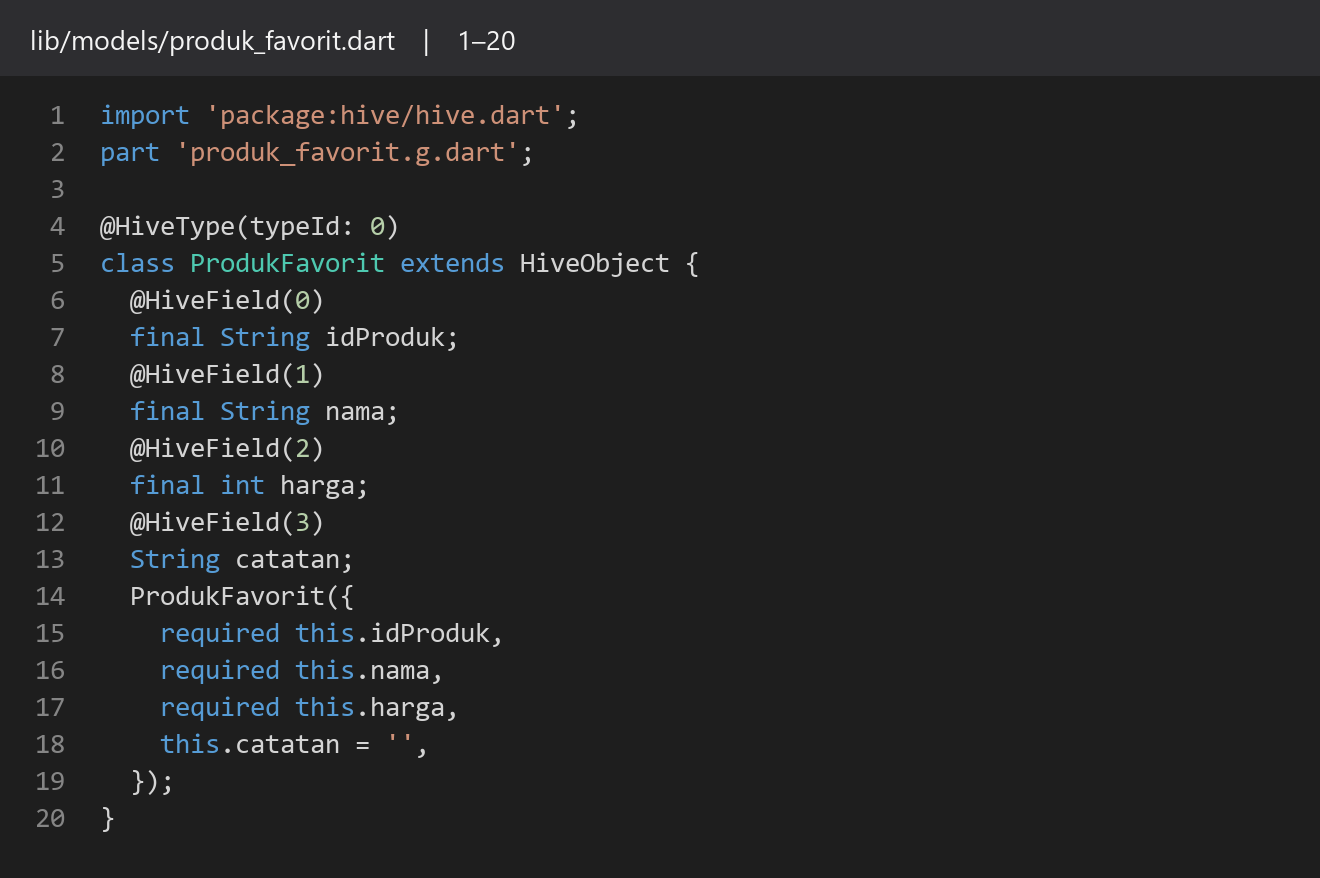 lib/models/produk_favorit.dart | 1–20
1 import 'package:hive/hive.dart';
2 part 'produk_favorit.g.dart';
3
4 @HiveType(typeId: 0)
5 class ProdukFavorit extends HiveObject {
6   @HiveField(0)
7   final String idProduk;
8   @HiveField(1)
9   final String nama;
10   @HiveField(2)
11   final int harga;
12   @HiveField(3)
13   String catatan;
14   ProdukFavorit({
15     required this.idProduk,
16     required this.nama,
17     required this.harga,
18     this.catatan = '',
19   });
20 }